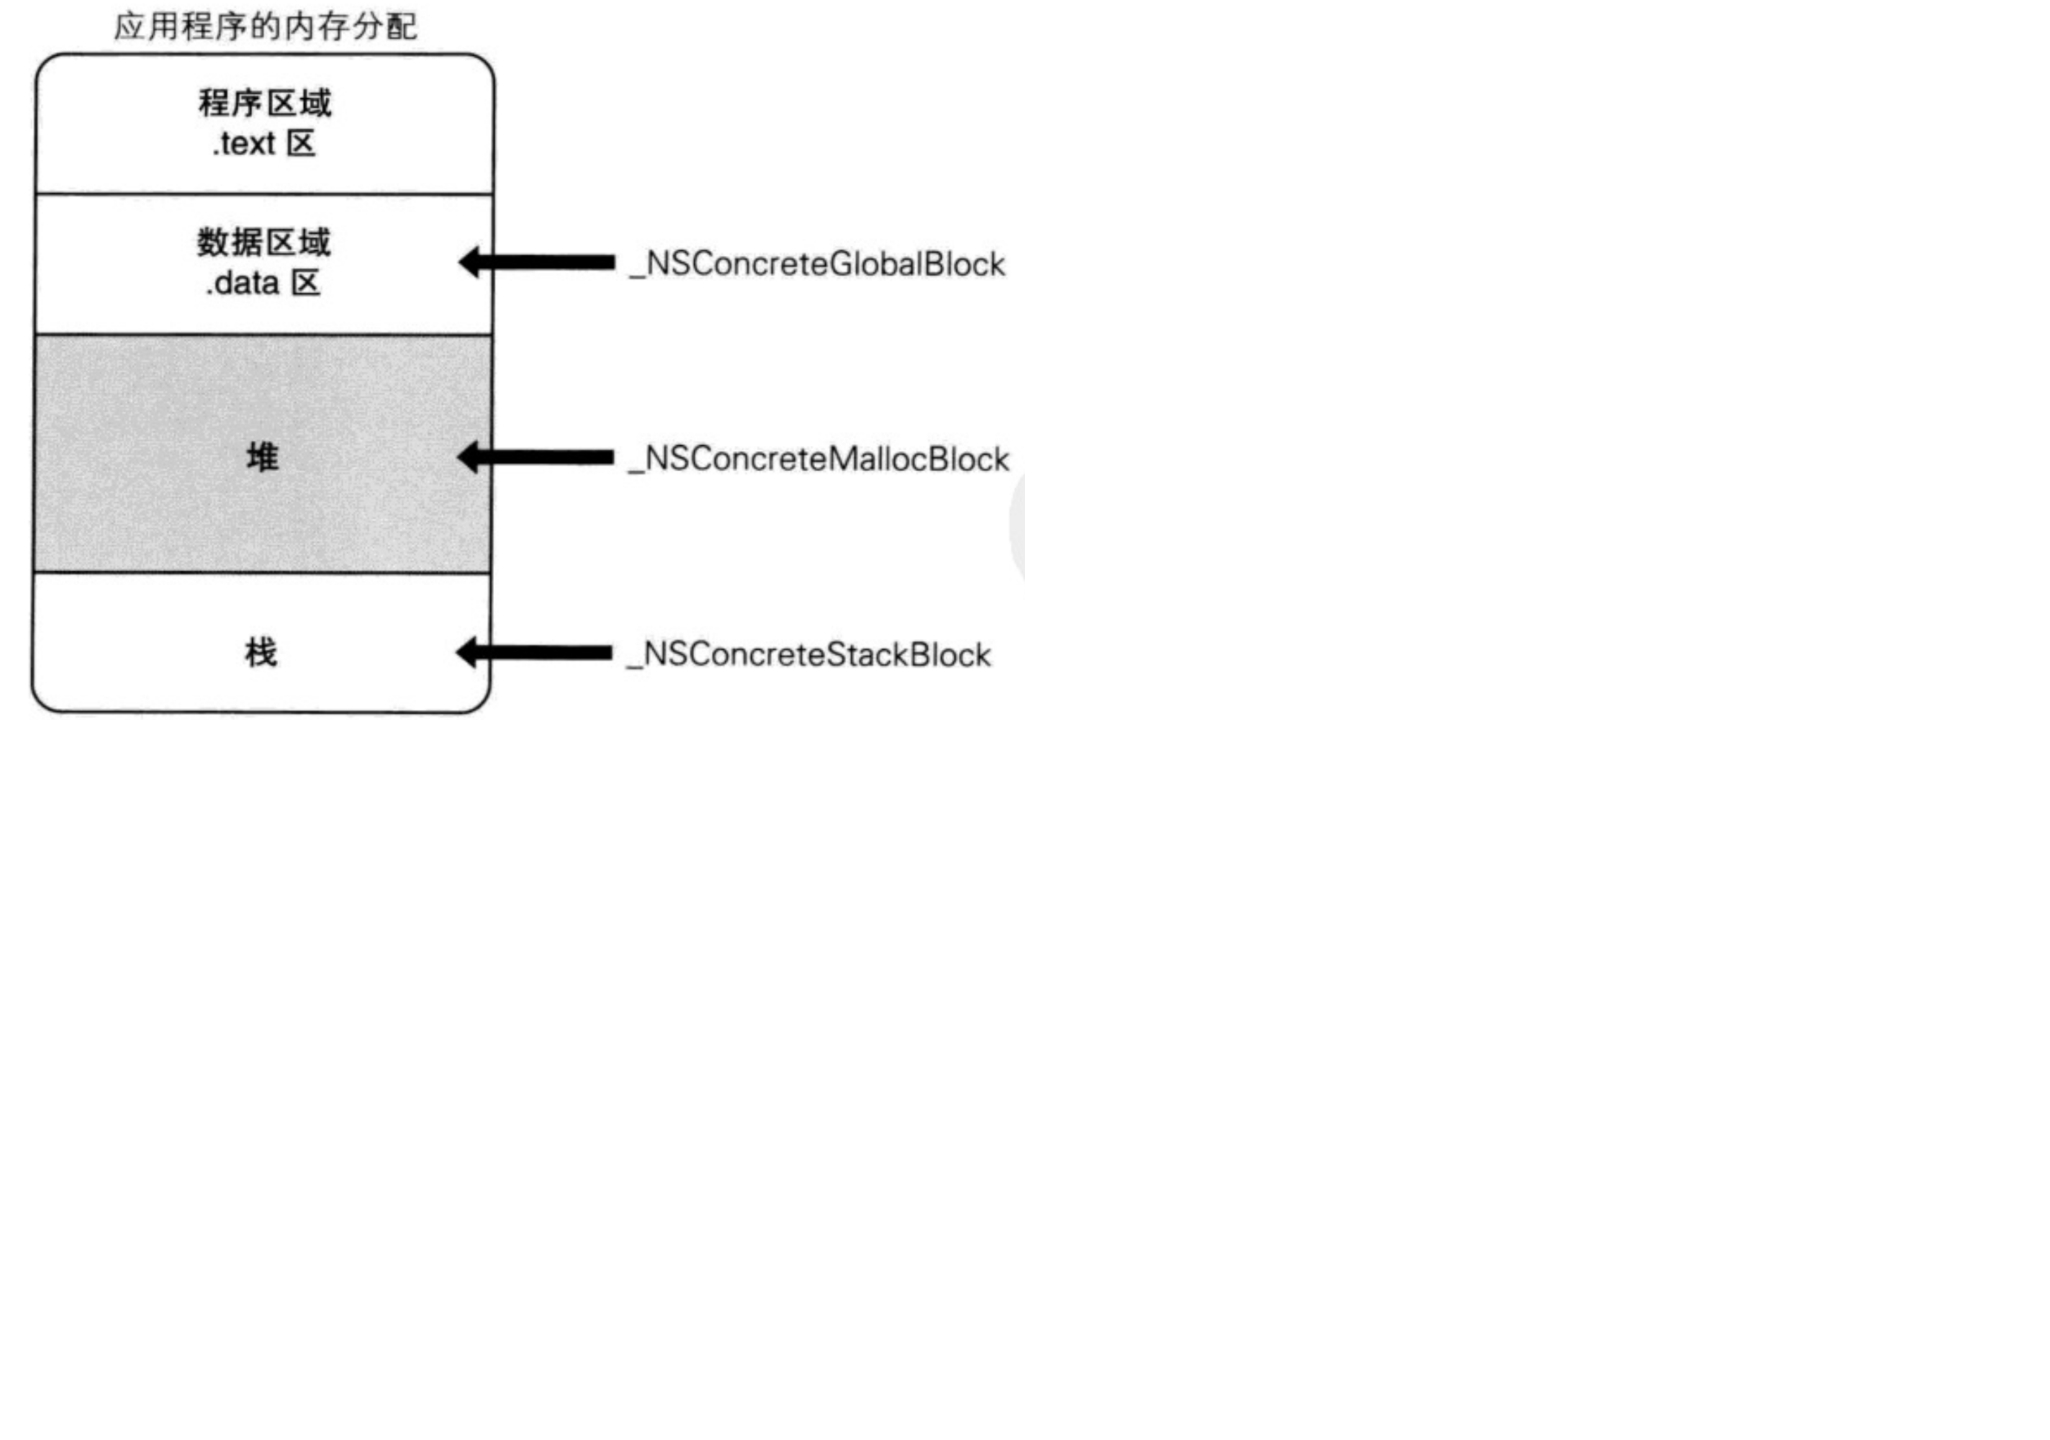 应用程序的内存分配
程序区域
.text 区
数据区域
.data 区
_NSConcreteGlobalBlock
堆
_NSConcreteMallocBlock
栈
_NSConcreteStackBlock